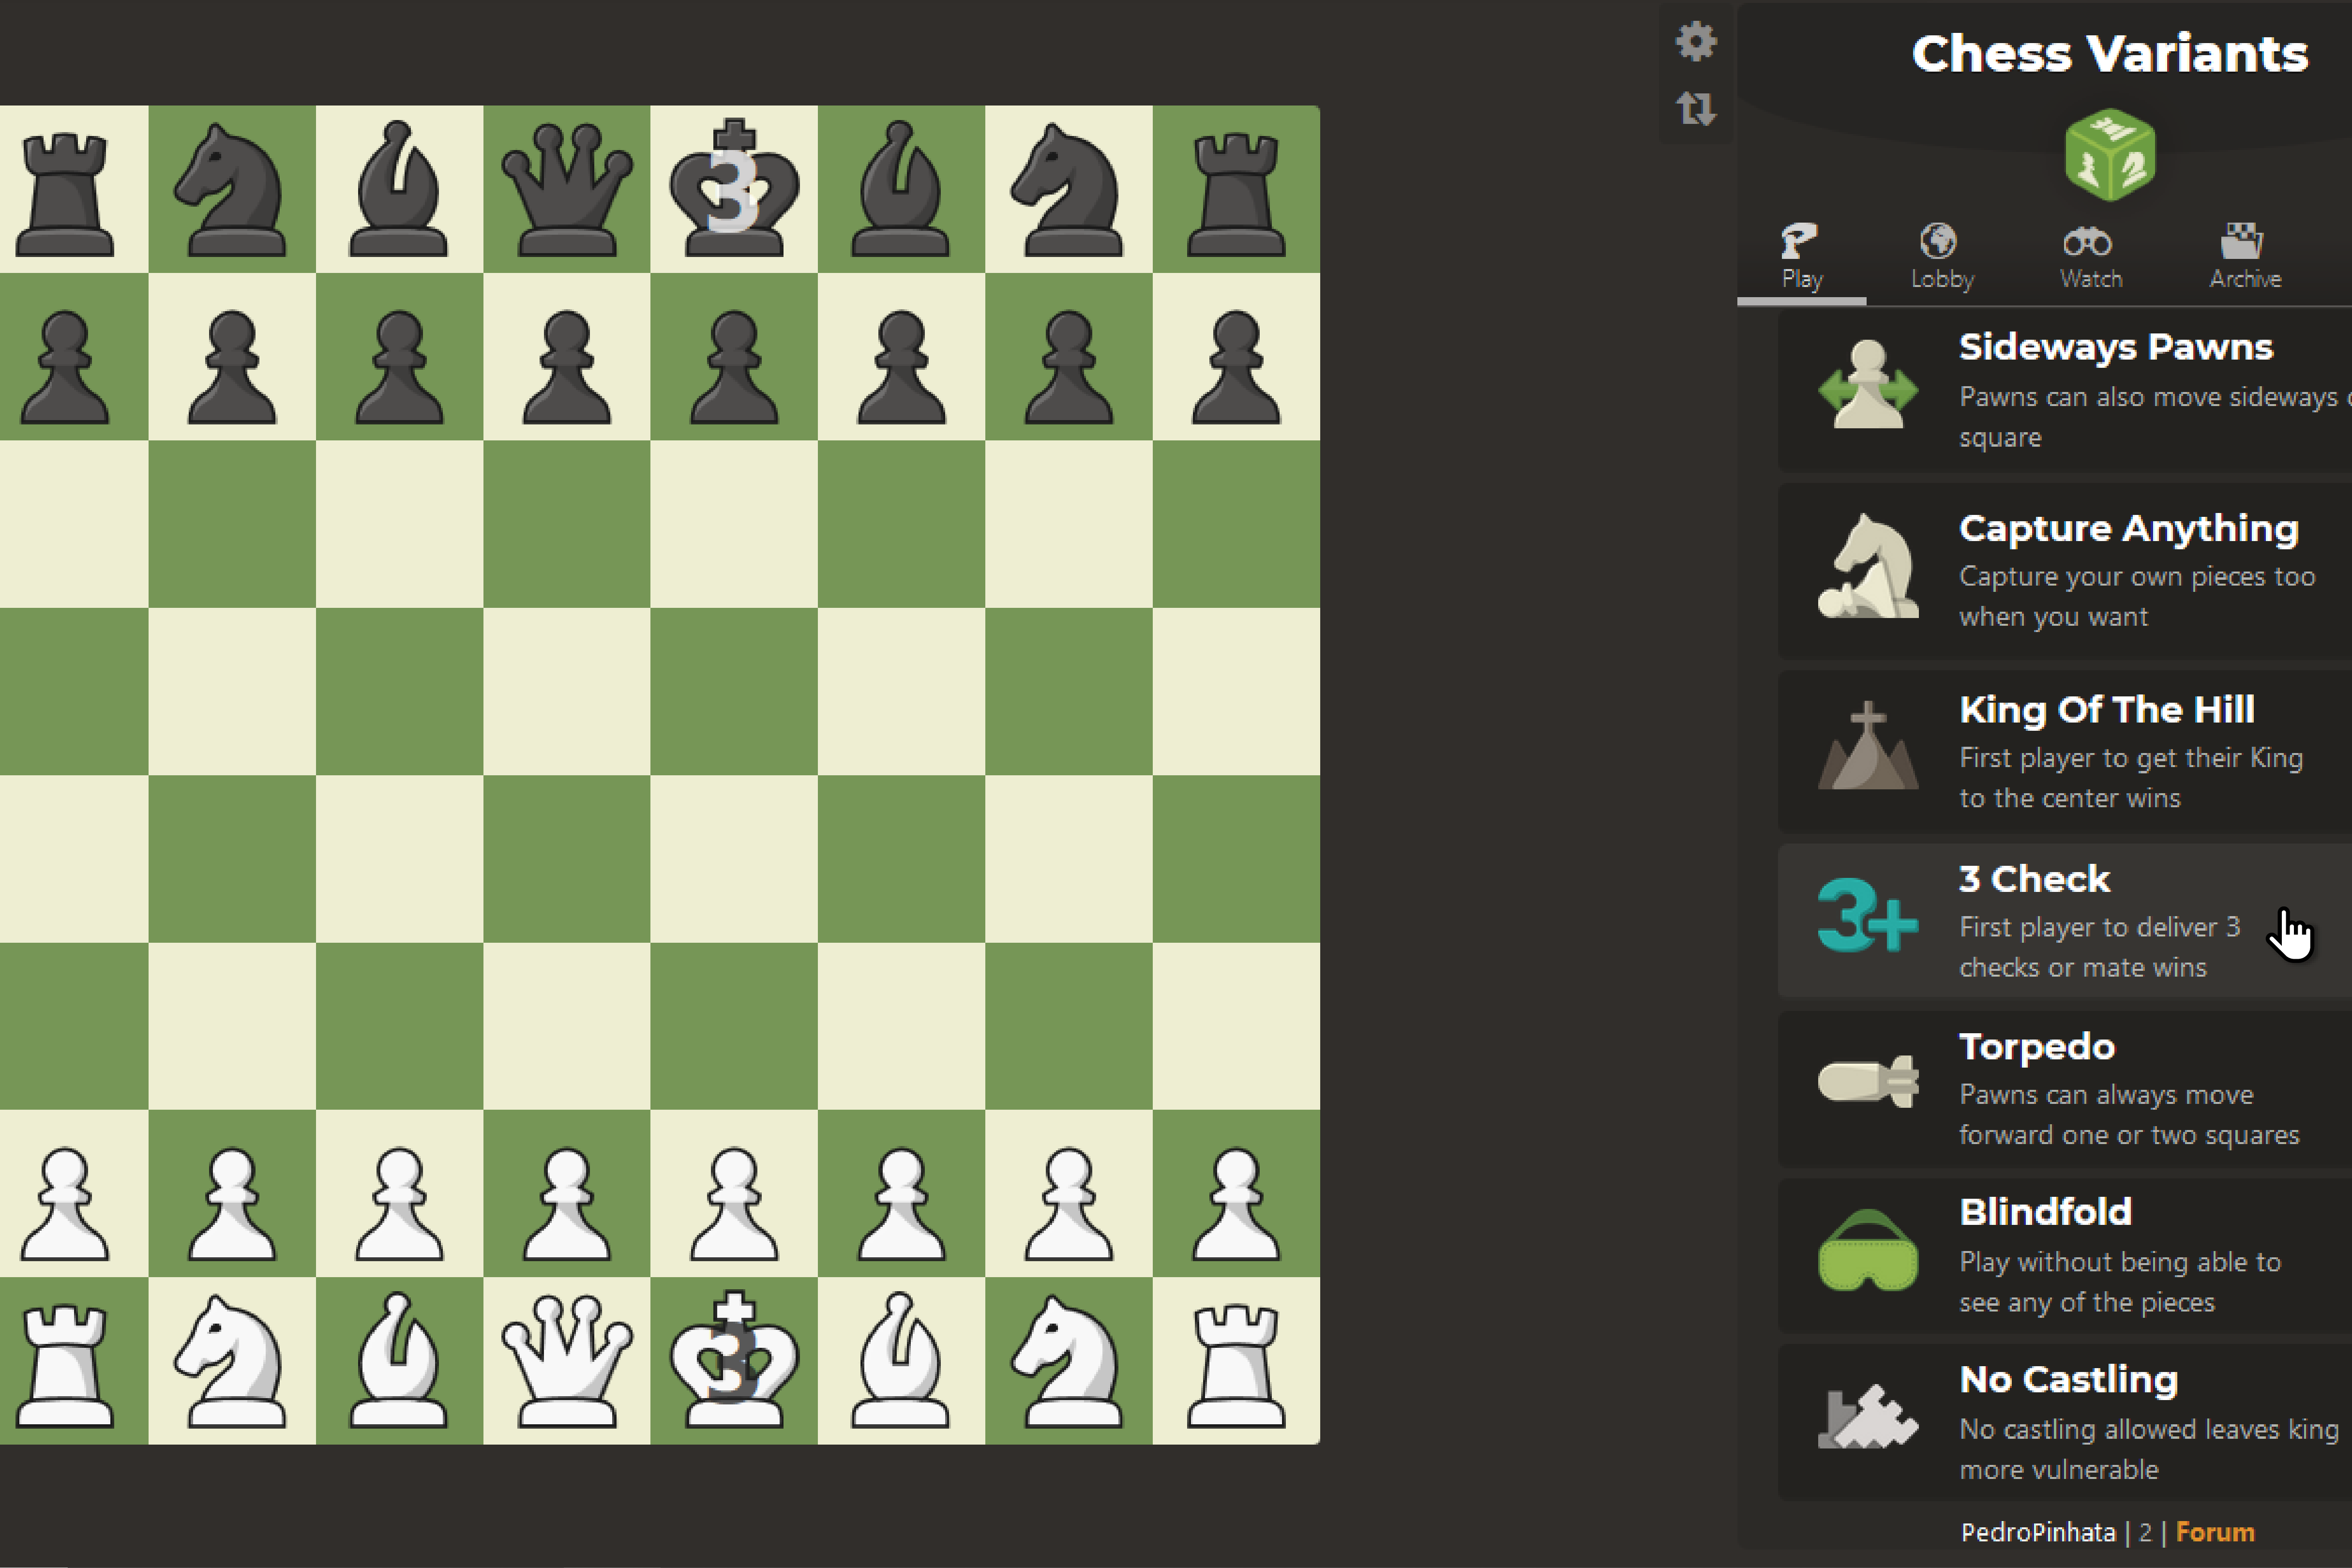 3
3
Chess Variants
Play
Lobby
Watch
Archive
Sideways Pawns
Pawns can also move sideways
square
Capture Anything
Capture your own pieces too
when you want
King Of The Hill
First player to get their King
to the center wins
3+
3 Check
First player to deliver 3
checks or mate wins
Torpedo
Pawns can always move
forward one or two squares
Blindfold
Play without being able to
see any of the pieces
No Castling
No castling allowed leaves king
more vulnerable
PedroPinhata | 2 | Forum